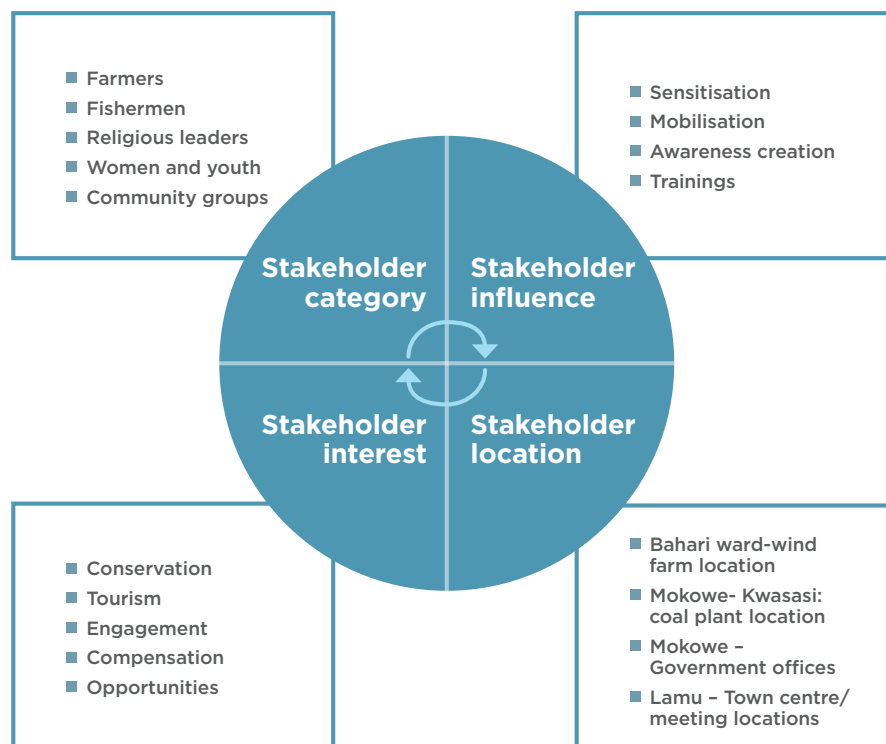 Farmers
Fishermen
Religious leaders
Women and youth
Community groups
Sensitisation
Mobilisation
Awareness creation
Trainings
Stakeholder
category
Stakeholder
influence
Stakeholder
interest
Stakeholder
location
Conservation
Tourism
Engagement
Compensation
Opportunities
Bahari ward-wind
farm location
Mokowe- Kwasasi:
coal plant location
Mokowe –
Government offices
Lamu – Town centre/
meeting locations